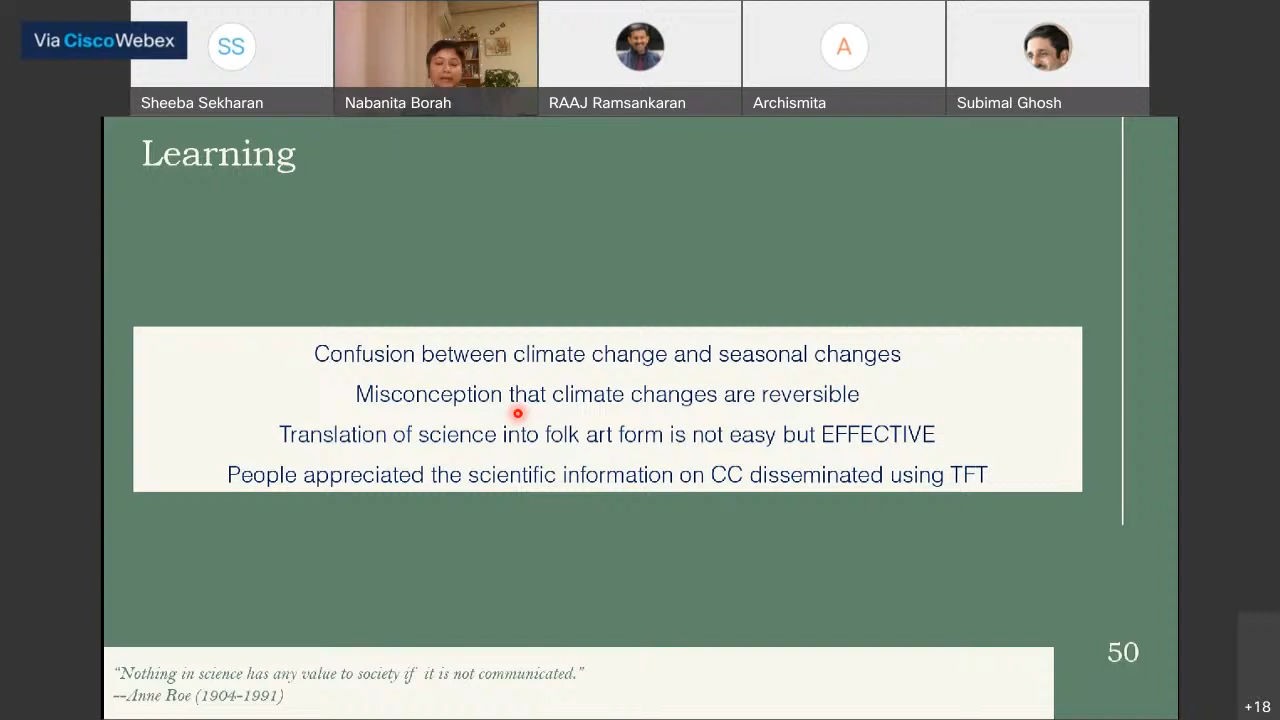 Via CiscoWebex
SS
A
Sheeba Sekharan
Nabanita Borah
RAAJ Ramsankaran
Archismita
Subimal Ghosh
Learning
Confusion between climate change and seasonal changes
Misconception that climate changes are reversible
Translation of science into folk art form is not easy but EFFECTIVE
People appreciated the scientific information on CC disseminated using TFT
50
“Nothing in science has any value to society if it is not communicated.”
--Anne Roe (1904-1991)
+18